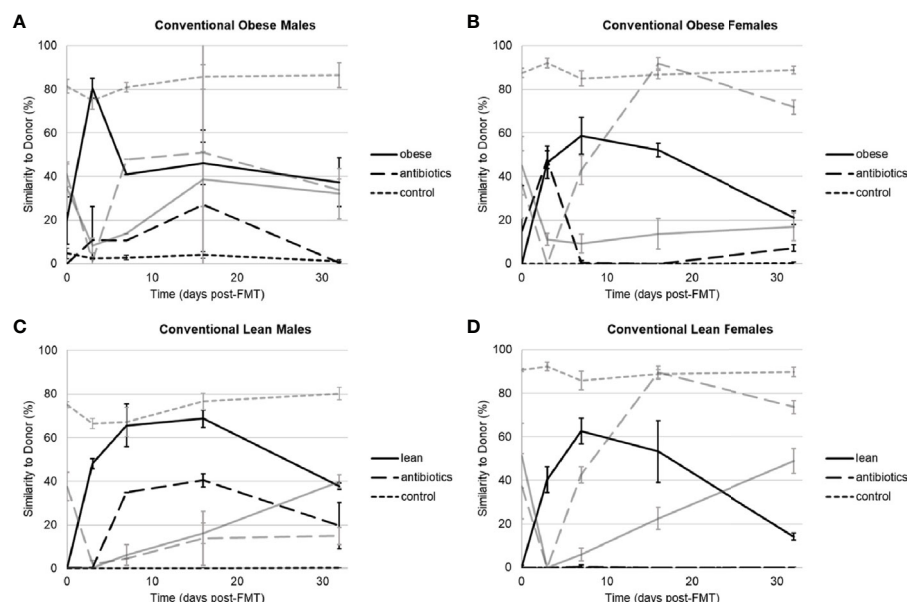 A
Conventional Obese Males
Similarity to Donor (%)
100
80
60
40
20
0
0 10 20 30
Time (days post-FMT)
obese
antibiotics
control
B
Conventional Obese Females
Similarity to Donor (%)
100
80
60
40
20
0
0 10 20 30
Time (days post-FMT)
obese
antibiotics
control
C
Conventional Lean Males
Similarity to Donor (%)
100
80
60
40
20
0
0 10 20 30
Time (days post-FMT)
lean
antibiotics
control
D
Conventional Lean Females
Similarity to Donor (%)
100
80
60
40
20
0
0 10 20 30
Time (days post-FMT)
lean
antibiotics
control